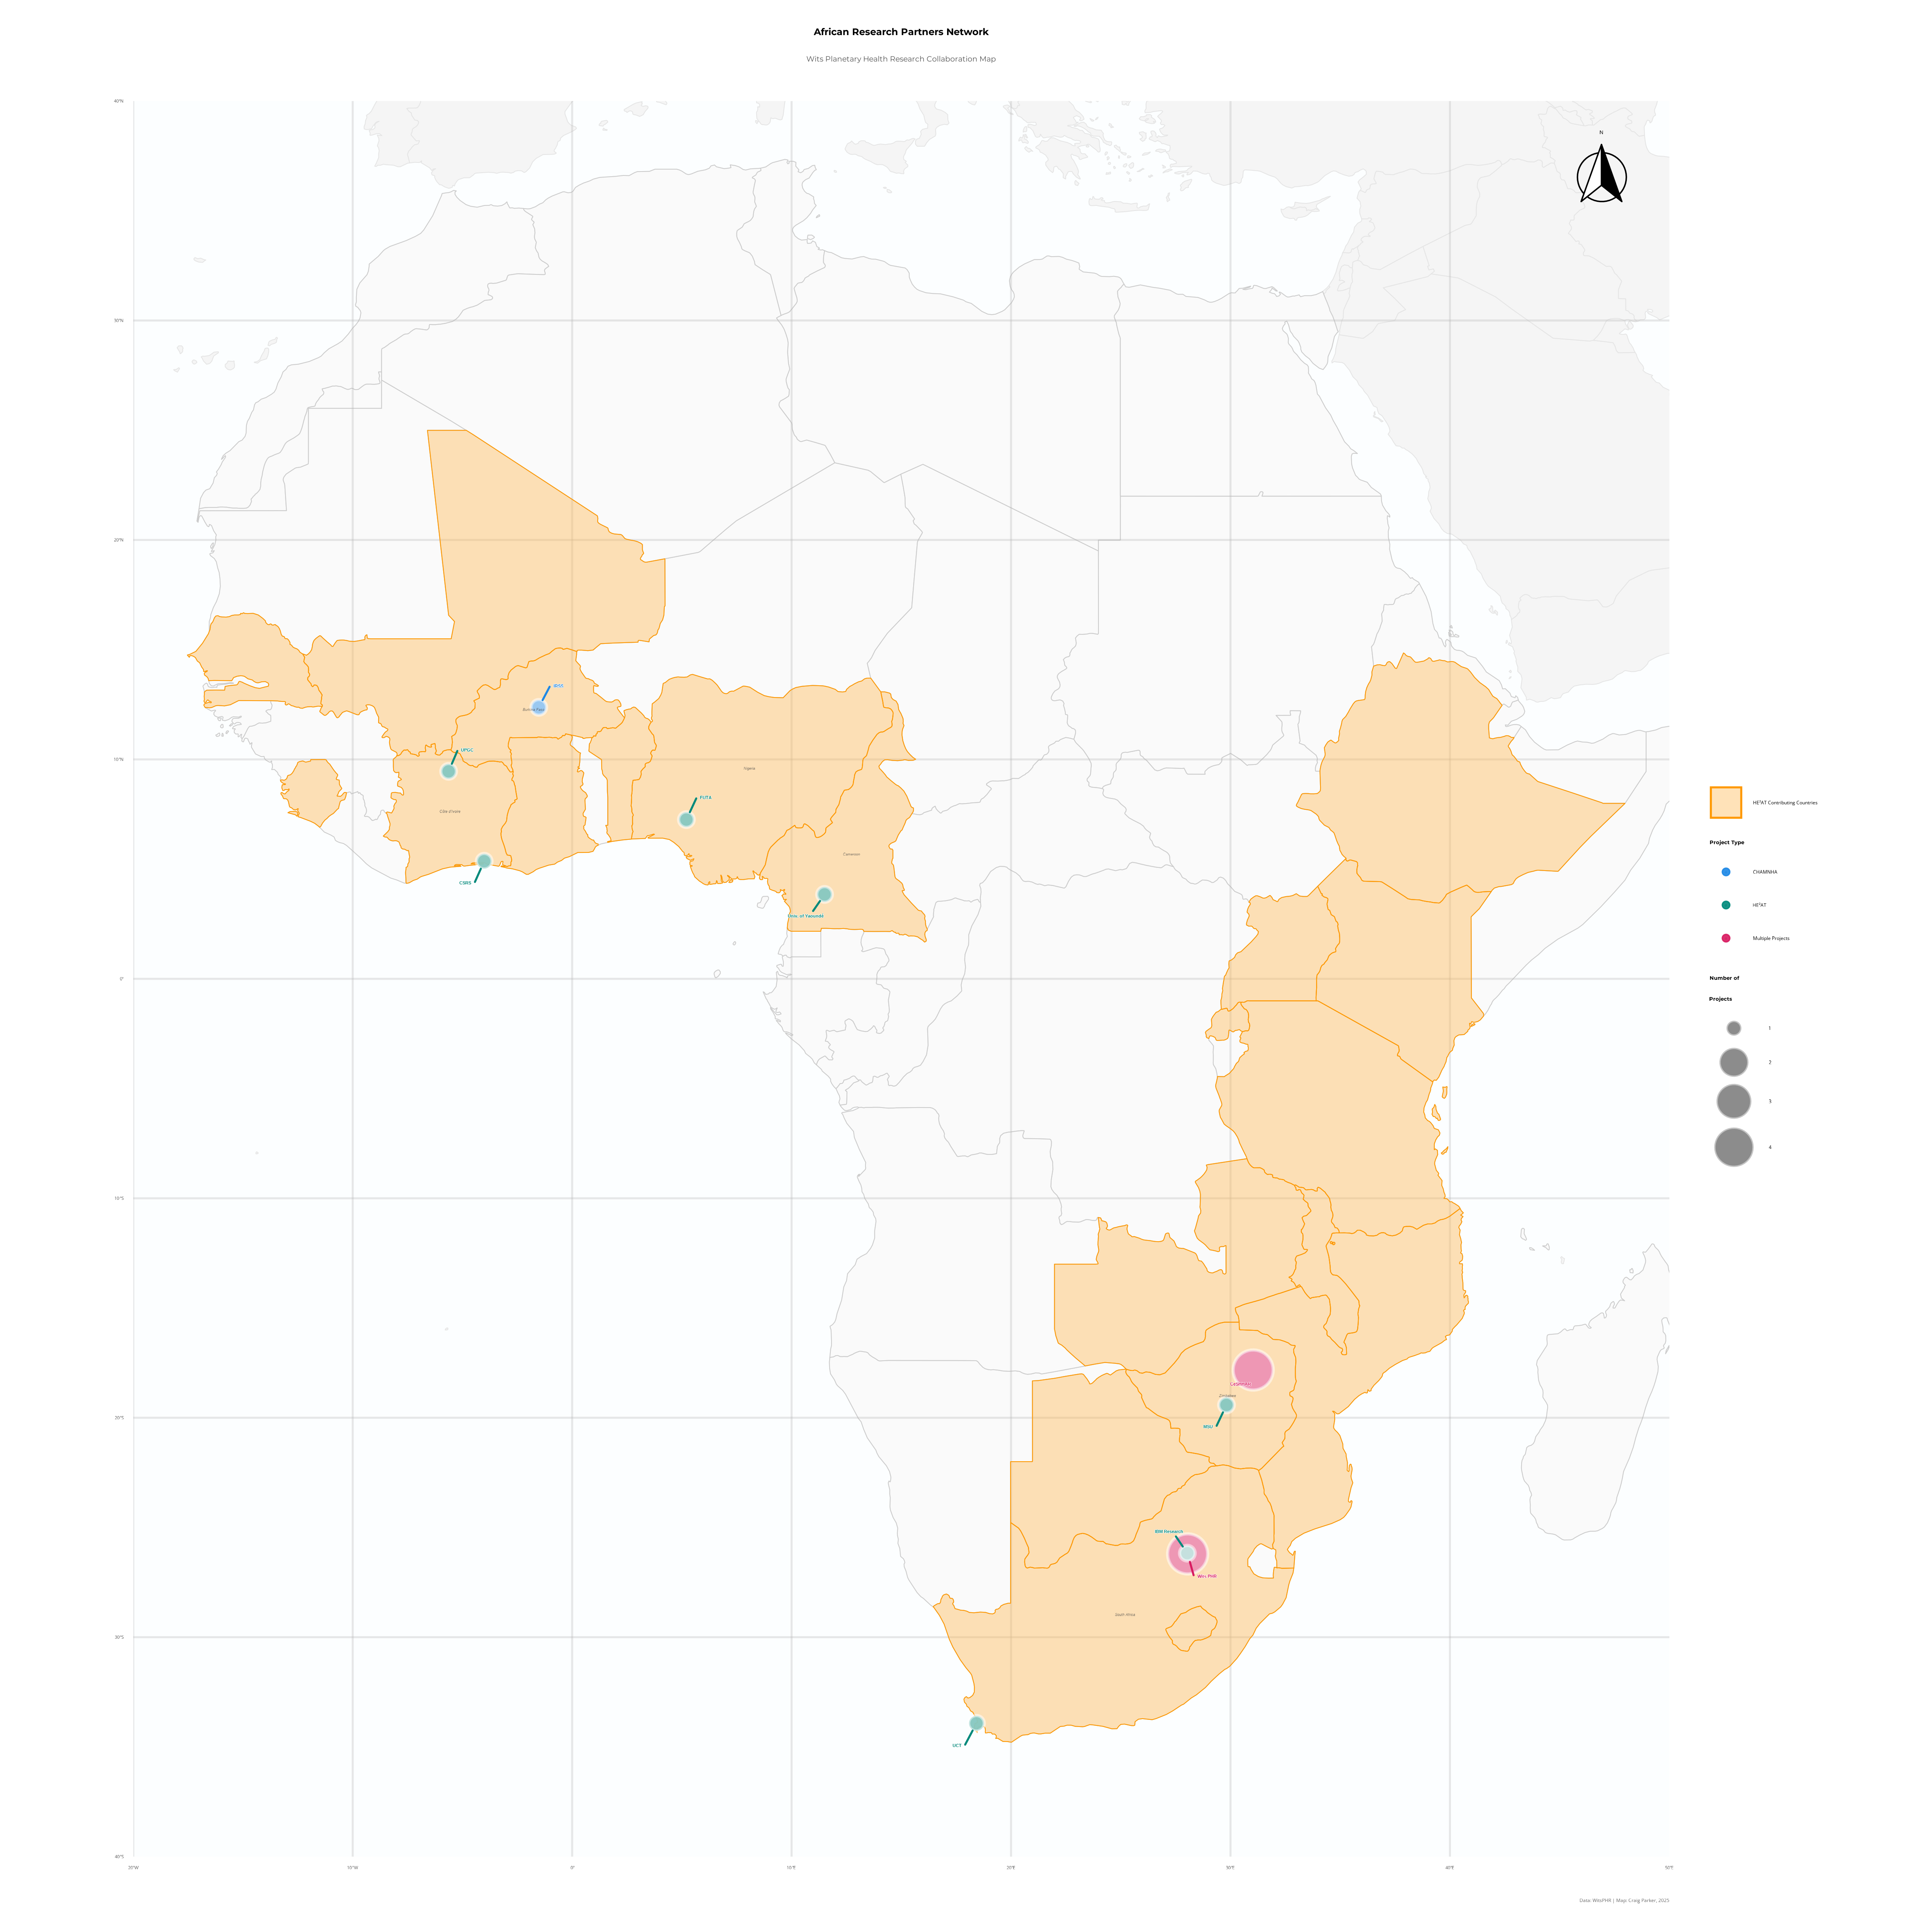 African Research Partners Network
Wits Planetary Health Research Collaboration Map
40°N
30°N
20°N
10°N
0°
10°S
20°S
30°S
40°S
20°W
10°W
0°
10°E
20°E
30°E
40°E
50°E
N
Burkina Faso
UPGC
Côte d'Ivoire
CSRS
FUTA
Nigeria
Cameroon
Univ. of Yaoundé
CeSHHAR
Zimbabwe
MSU
IBM Research
Wits PHR
South Africa
UCT
HE²AT Contributing Countries
Project Type
CHAMNHA
HE²AT
Multiple Projects
Number of
Projects
1
2
3
4
Data: WitsPHR | Map: Craig Parker, 2025